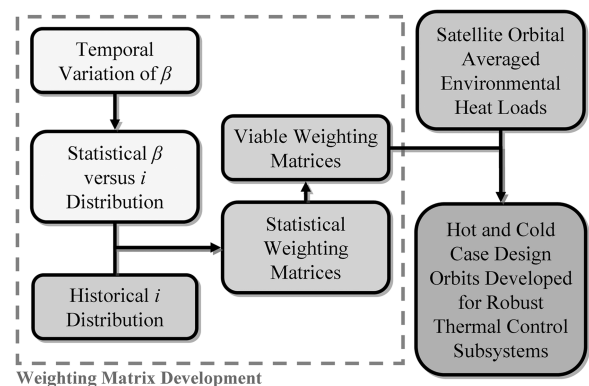 Temporal
Variation of β
Statistical β
versus i
Distribution
Historical i
Distribution
Viable Weighting
Matrices
Statistical
Weighting
Matrices
Satellite Orbital
Averaged
Environmental
Heat Loads
Hot and Cold
Case Design
Orbits Developed
for Robust
Thermal Control
Subsystems
Weighting Matrix Development